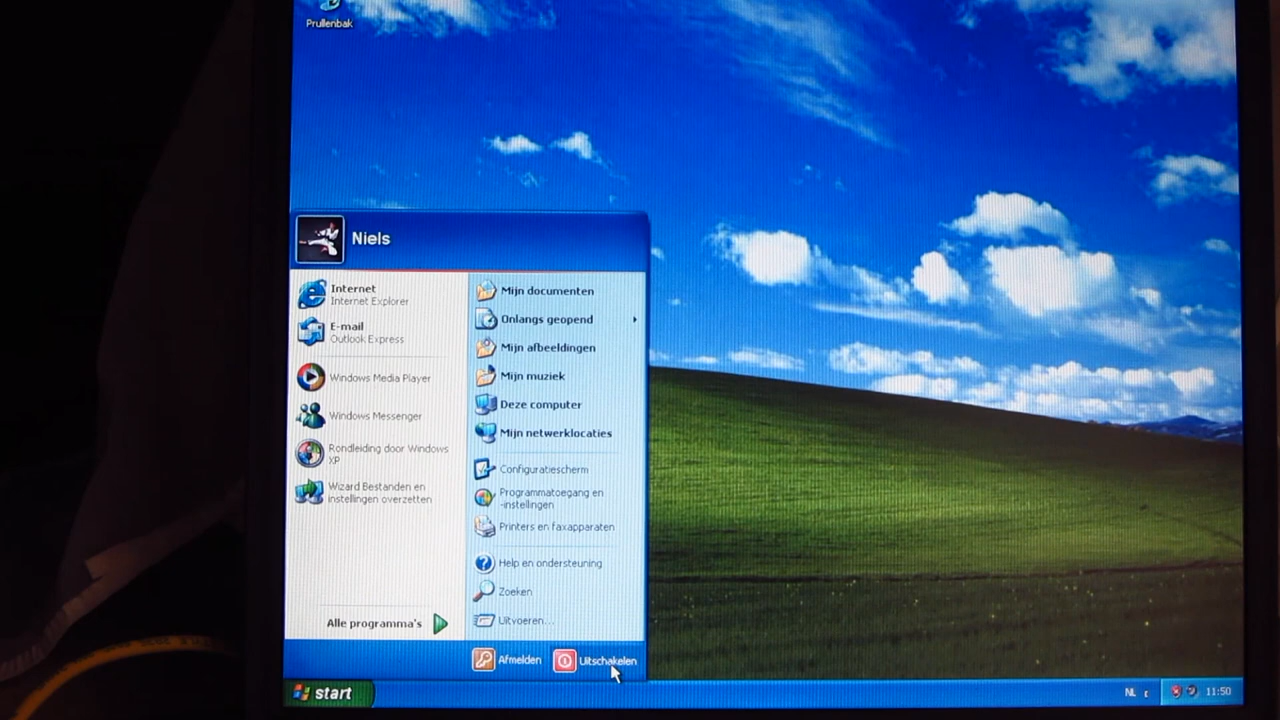 Prullenbak
Niels
Internet
Internet Explorer
E-mail
Outlook Express
Windows Media Player
Windows Messenger
Rondleiding door Windows
XP
Wizard Bestanden en
instellingen overzetten
Alle programma's
Mijn documenten
Onlangs geopend
Mijn afbeeldingen
Mijn muziek
Deze computer
Mijn netwerklocaties
Configuratiescherm
Programmatoegang en
-instellingen
Printers en faxapparaten
Help en ondersteuning
Zoeken
Uitvoeren...
Afmelden
Uitschakelen
start
NL
11:50